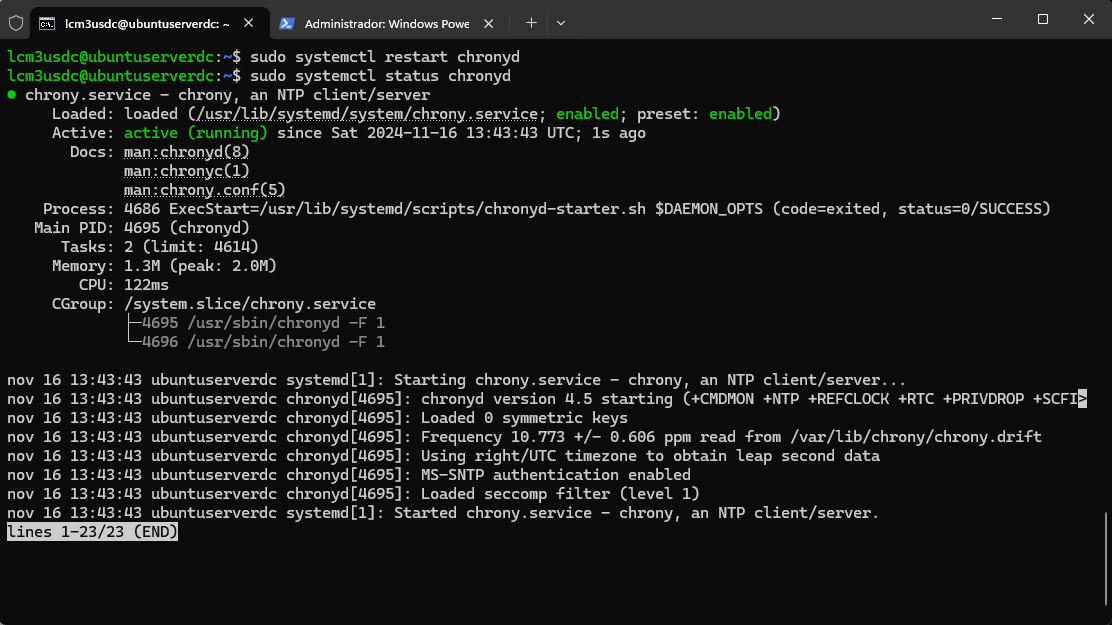 lcm3usdc@ubuntuserverdc: ~
Administrador: Windows Powe
lcm3usdc@ubuntuserverdc:~$ sudo systemctl restart chronyd
lcm3usdc@ubuntuserverdc:~$ sudo systemctl status chronyd
● chrony.service - chrony, an NTP client/server
Loaded: loaded (/usr/lib/systemd/system/chrony.service; enabled; preset: enabled)
Active: active (running) since Sat 2024-11-16 13:43:43 UTC; 1s ago
Docs: man:chronyd(8)
man:chronyc(1)
man:chrony.conf(5)
Process: 4686 ExecStart=/usr/lib/systemd/scripts/chronyd-starter.sh $DAEMON_OPTS (code=exited, status=0/SUCCESS)
Main PID: 4695 (chronyd)
Tasks: 2 (limit: 4614)
Memory: 1.3M (peak: 2.0M)
CPU: 122ms
CGroup: /system.slice/chrony.service
├─4695 /usr/sbin/chronyd -F 1
└─4696 /usr/sbin/chronyd -F 1
nov 16 13:43:43 ubuntuserverdc systemd[1]: Starting chrony.service - chrony, an NTP client/server...
nov 16 13:43:43 ubuntuserverdc chronyd[4695]: chronyd version 4.5 starting (+CMDMON +NTP +REFCLOCK +RTC +PRIVDROP +SCFI>
nov 16 13:43:43 ubuntuserverdc chronyd[4695]: Loaded 0 symmetric keys
nov 16 13:43:43 ubuntuserverdc chronyd[4695]: Frequency 10.773 +/- 0.606 ppm read from /var/lib/chrony/chrony.drift
nov 16 13:43:43 ubuntuserverdc chronyd[4695]: Using right/UTC timezone to obtain leap second data
nov 16 13:43:43 ubuntuserverdc chronyd[4695]: MS-SNTP authentication enabled
nov 16 13:43:43 ubuntuserverdc chronyd[4695]: Loaded seccomp filter (level 1)
nov 16 13:43:43 ubuntuserverdc systemd[1]: Started chrony.service - chrony, an NTP client/server.
lines 1-23/23 (END)